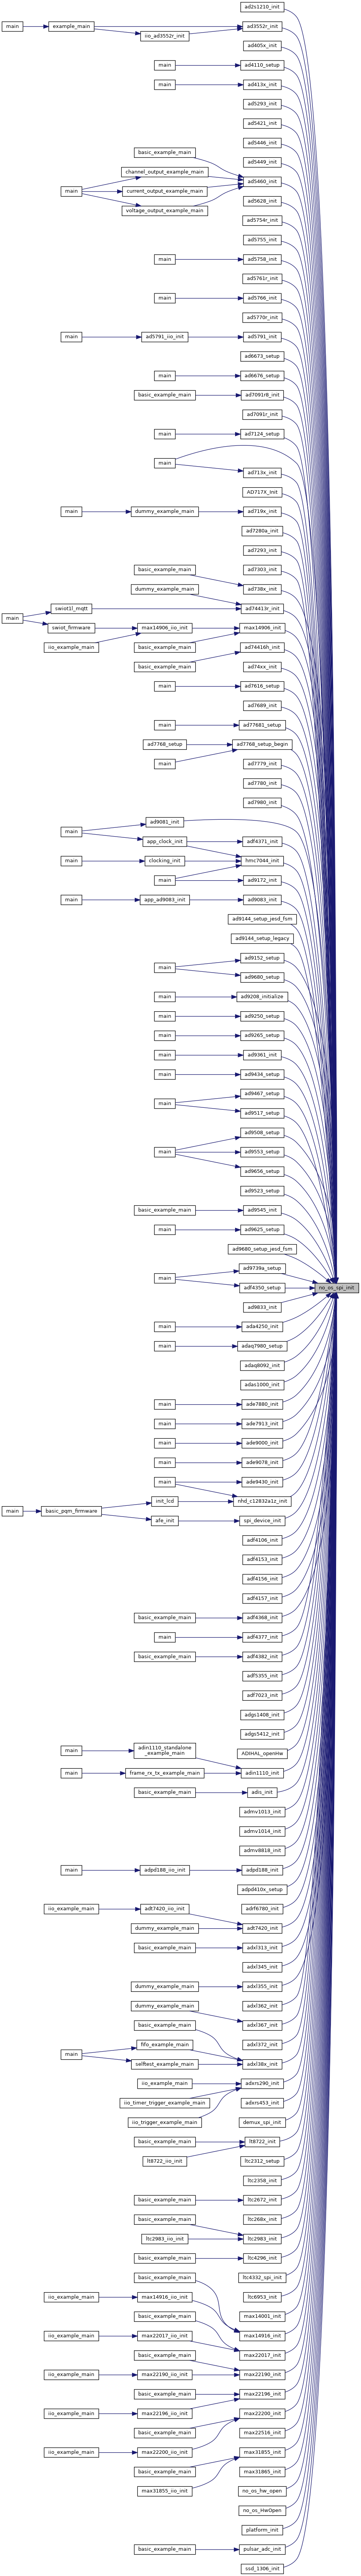 ad2s1210_init
main
example_main
ad3552r_init
iio_ad3552r_init
ad405x_init
main
ad4110_setup
main
ad413x_init
ad5293_init
ad5421_init
ad5446_init
basic_example_main
ad5449_init
channel_output_example_main
ad5460_init
main
current_output_example_main
ad5628_init
voltage_output_example_main
ad5754r_init
ad5755_init
main
ad5758_init
ad5761r_init
main
ad5766_init
ad5770r_init
main
ad5791_iio_init
ad5791_init
ad6673_setup
main
ad6676_setup
basic_example_main
ad7091r8_init
ad7091r_init
main
ad7124_setup
main
ad713x_init
AD717X_Init
main
dummy_example_main
ad719x_init
ad7280a_init
ad7293_init
basic_example_main
ad7303_init
dummy_example_main
ad738x_init
main
swiot1l_mqtt
ad74413r_init
swiot_firmware
max14906_iio_init
max14906_init
iio_example_main
basic_example_main
ad74416h_init
basic_example_main
ad74xx_init
main
ad7616_setup
ad7689_init
main
ad77681_setup
ad7768_setup
ad7768_setup_begin
main
ad7779_init
ad7780_init
ad7980_init
ad9081_init
main
app_clock_init
adf4371_init
main
clocking_init
hmc7044_init
main
ad9172_init
main
app_ad9083_init
ad9083_init
ad9144_setup_jesd_fsm
ad9144_setup_legacy
ad9152_setup
main
ad9680_setup
main
ad9208_initialize
main
ad9250_setup
main
ad9265_setup
main
ad9361_init
main
ad9434_setup
ad9467_setup
main
ad9517_setup
ad9508_setup
main
ad9553_setup
ad9656_setup
ad9523_setup
basic_example_main
ad9545_init
main
ad9625_setup
ad9680_setup_jesd_fsm
ad9739a_setup
main
adf4350_setup
no_os_spi_init
ad9833_init
main
ada4250_init
main
adaq7980_setup
adaq8092_init
adas1000_init
main
ade7880_init
main
ade7913_init
main
ade9000_init
main
ade9078_init
main
ade9430_init
main
basic_pqm_firmware
init_lcd
nhd_c12832a1z_init
afe_init
spi_device_init
adf4106_init
adf4153_init
adf4156_init
adf4157_init
basic_example_main
adf4368_init
main
adf4377_init
basic_example_main
adf4382_init
adf5355_init
adf7023_init
adgs1408_init
adgs5412_init
main
adin1110_standalone
_example_main
ADIHAL_openHw
main
frame_rx_tx_example_main
adin1110_init
basic_example_main
adis_init
admv1013_init
admv1014_init
admv8818_init
main
adpd188_iio_init
adpd188_init
adpd410x_setup
iio_example_main
adt7420_iio_init
adrf6780_init
dummy_example_main
adt7420_init
basic_example_main
adxl313_init
adxl345_init
dummy_example_main
adxl355_init
dummy_example_main
adxl362_init
basic_example_main
adxl367_init
main
fifo_example_main
adxl372_init
selftest_example_main
adxl38x_init
iio_example_main
adxrs290_init
iio_timer_trigger_example_main
adxrs453_init
iio_trigger_example_main
demux_spi_init
basic_example_main
lt8722_init
lt8722_iio_init
ltc2312_setup
ltc2358_init
basic_example_main
ltc2672_init
basic_example_main
ltc268x_init
ltc2983_iio_init
ltc2983_init
basic_example_main
ltc4296_init
basic_example_main
ltc4332_spi_init
iio_example_main
max14916_iio_init
ltc6953_init
basic_example_main
max14001_init
iio_example_main
max22017_iio_init
max14916_init
basic_example_main
max22017_init
iio_example_main
max22190_iio_init
max22190_init
basic_example_main
max22196_init
iio_example_main
max22196_iio_init
max22200_init
basic_example_main
max22516_init
iio_example_main
max22200_iio_init
max31855_init
basic_example_main
max31865_init
max31855_iio_init
no_os_hw_open
no_os_HwOpen
platform_init
basic_example_main
pulsar_adc_init
ssd_1306_init